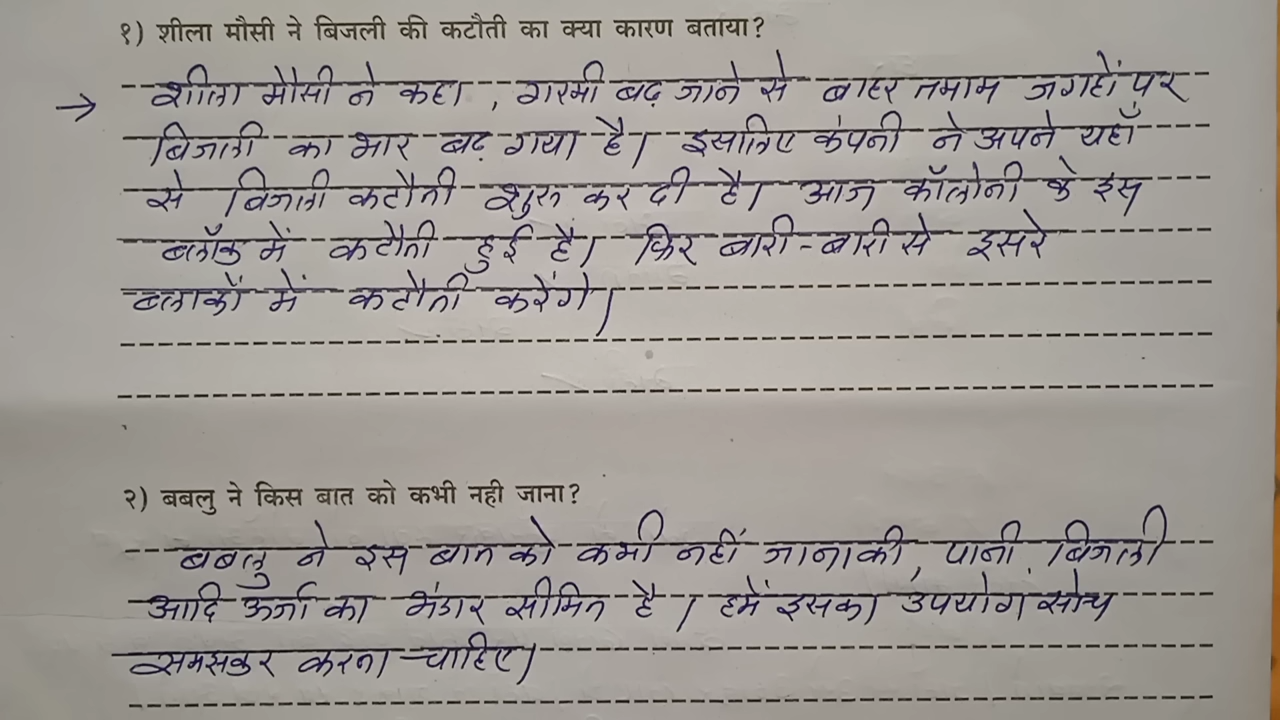 १) शीला मौसी ने बिजली की कटौती का क्या कारण बताया?
→ शीला मौसी ने कहा, गरमी बढ़ जाने से बाहर तमाम जगहों पर
बिजली का भार बढ़ गया है। इसलिए कंपनी ने अपने यहाँ
से बिजली कटौती शुरू कर दी है। आज कॉलोनी के इस
ब्लॉक में कटौती हुई है। फिर बारी-बारी से इसरे
ब्लाकों में कटौती करेंगे।
२) बबलु ने किस बात को कभी नही जाना?
बबलु ने इस बात को कभी नहीं जाना की, पानी, बिजली
आदि ऊर्जा का भंडार सीमित है। हमें इसका उपयोग सोच
समसकर करना चाहिए।